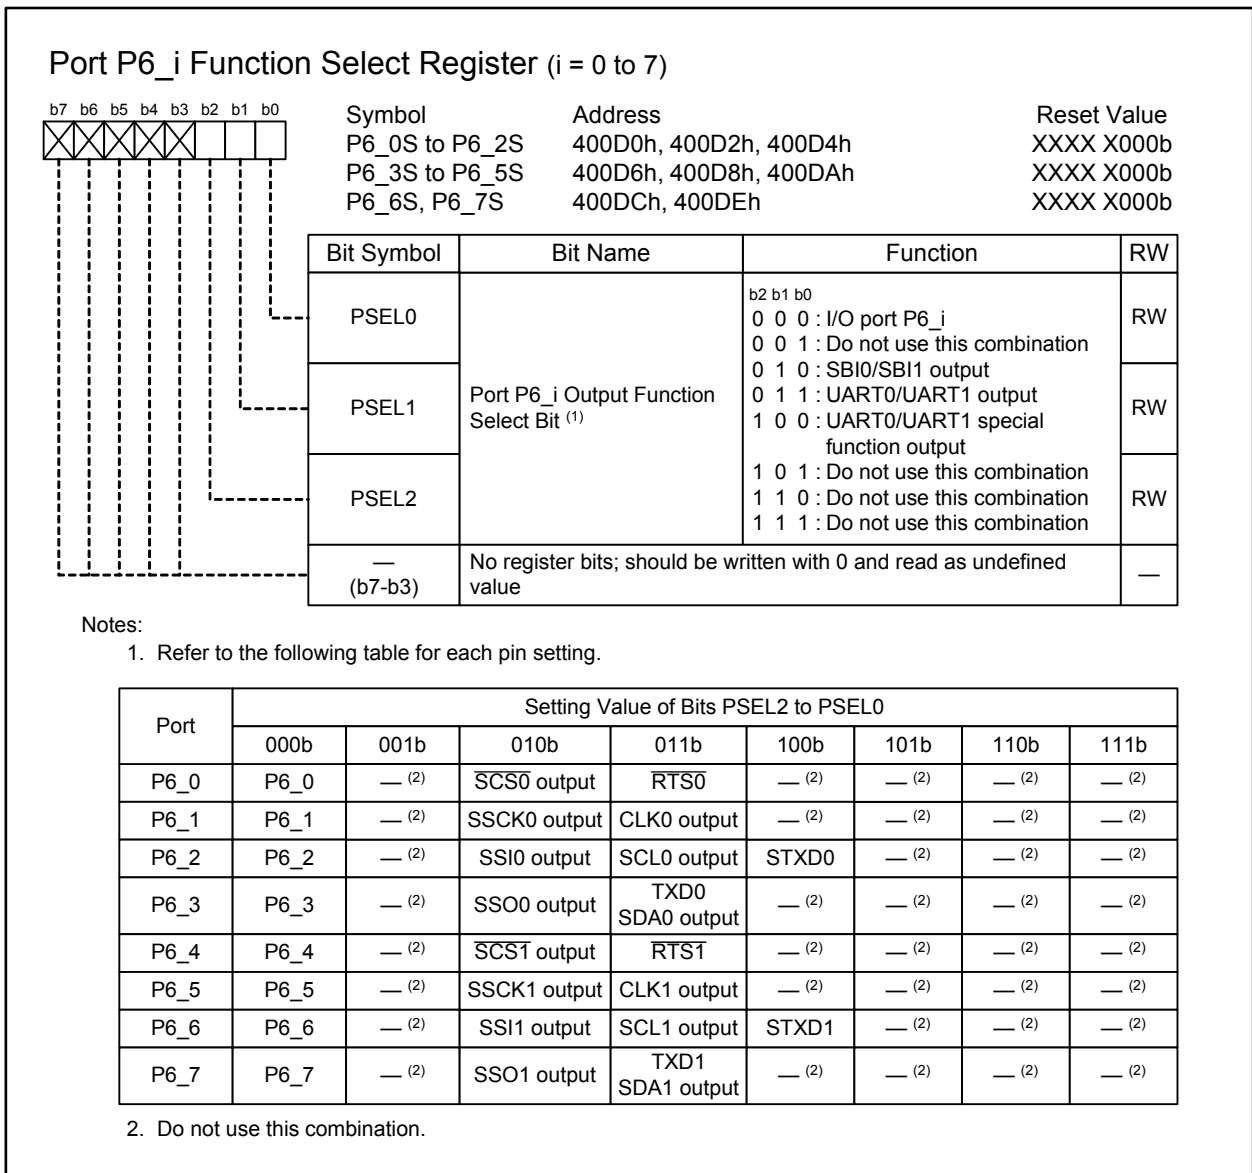 Port P6_i Function Select Register (i = 0 to 7)
b7 b6 b5 b4 b3 b2 b1 b0
Symbol Address Reset Value
P6_0S to P6_2S 400D0h, 400D2h, 400D4h XXXX X000b
P6_3S to P6_5S 400D6h, 400D8h, 400DAh XXXX X000b
P6_6S, P6_7S 400DCh, 400DEh XXXX X000b
Bit Symbol Bit Name Function RW
PSEL0 RW
PSEL1 RW
PSEL2 RW
Port P6_i Output Function
Select Bit (1)
b2 b1 b0
0 0 0 : I/O port P6_i
0 0 1 : Do not use this combination
0 1 0 : SBI0/SBI1 output
0 1 1 : UART0/UART1 output
1 0 0 : UART0/UART1 special
function output
1 0 1 : Do not use this combination
1 1 0 : Do not use this combination
1 1 1 : Do not use this combination
—
(b7-b3)
No register bits; should be written with 0 and read as undefined
value
—
Notes:
1. Refer to the following table for each pin setting.
Port Setting Value of Bits PSEL2 to PSEL0
000b 001b 010b 011b 100b 101b 110b 111b
P6_0 P6_0 — (2) SCS0 output RTS0 — (2) — (2) — (2) — (2)
P6_1 P6_1 — (2) SSCK0 output CLK0 output — (2) — (2) — (2) — (2)
P6_2 P6_2 — (2) SSI0 output SCL0 output STXD0 — (2) — (2) — (2)
P6_3 P6_3 — (2) SSO0 output TXD0
SDA0 output — (2) — (2) — (2) — (2)
P6_4 P6_4 — (2) SCS1 output RTS1 — (2) — (2) — (2) — (2)
P6_5 P6_5 — (2) SSCK1 output CLK1 output — (2) — (2) — (2) — (2)
P6_6 P6_6 — (2) SSI1 output SCL1 output STXD1 — (2) — (2) — (2)
P6_7 P6_7 — (2) SSO1 output TXD1
SDA1 output — (2) — (2) — (2) — (2)
2. Do not use this combination.